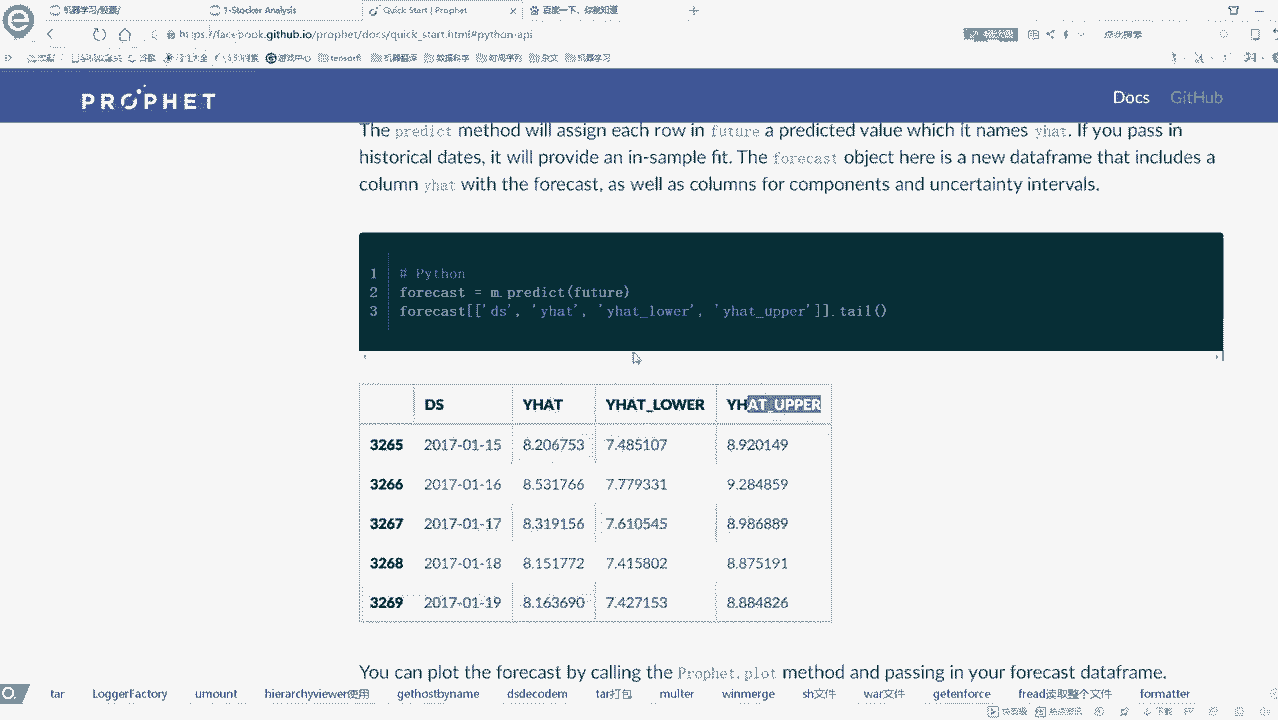 1-Stocker Analysis
Quick Start | Prophet
百度一下，你就知道
https://facebook.github.io/prophet/docs/quick_start.html#python-api
PROPHET
Docs
GitHub
The predict method will assign each row in future a predicted value which it names yhat. If you pass in
historical dates, it will provide an in-sample fit. The forecast object here is a new dataframe that includes a
column yhat with the forecast, as well as columns for components and uncertainty intervals.
1 # Python
2 forecast = m.predict(future)
3 forecast[['ds', 'yhat', 'yhat_lower', 'yhat_upper']].tail()
DS YHAT YHAT_LOWER YHAT_UPPER
3265 2017-01-15 8.206753 7.485107 8.920149
3266 2017-01-16 8.531766 7.779331 9.284859
3267 2017-01-17 8.319156 7.610545 8.986889
3268 2017-01-18 8.151772 7.415802 8.875191
3269 2017-01-19 8.163690 7.427153 8.884826
You can plot the forecast by calling the Prophet.plot method and passing in your forecast dataframe.
tar LoggerFactory umount hierarchyviewer使用 gethostbyname dsdecodem tar打包 multer winmerge sh文件 war文件 getenforce fread读取整个文件 formatter